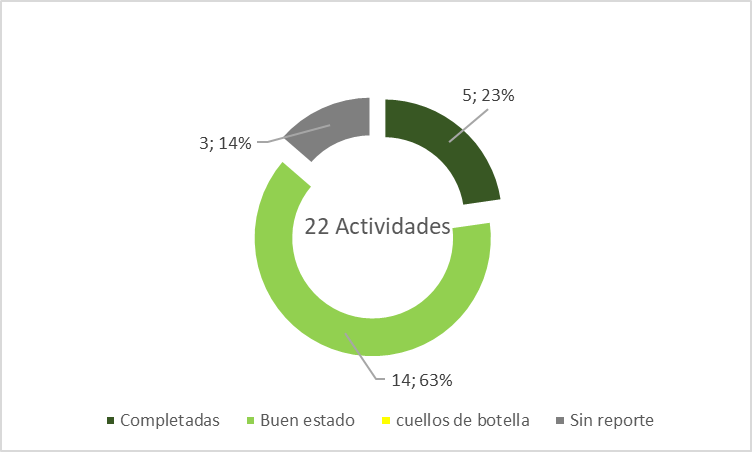 5; 23%
3; 14%
22 Actividades
14; 63%
Completadas
Buen estado
cuellos de botella
Sin reporte